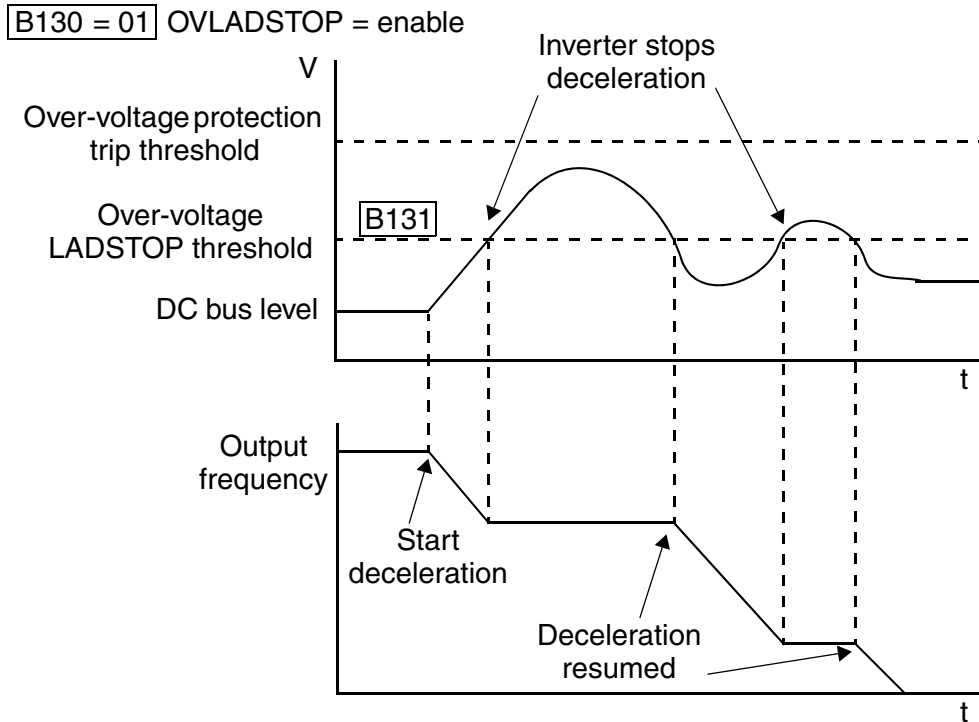 B130 = 01 OVLADSTOP = enable
Inverter stops
deceleration
V
Over-voltage protection
trip threshold
Over-voltage
LADSTOP threshold
B131
DC bus level
t
Output
frequency
Start
deceleration
Deceleration
resumed
t